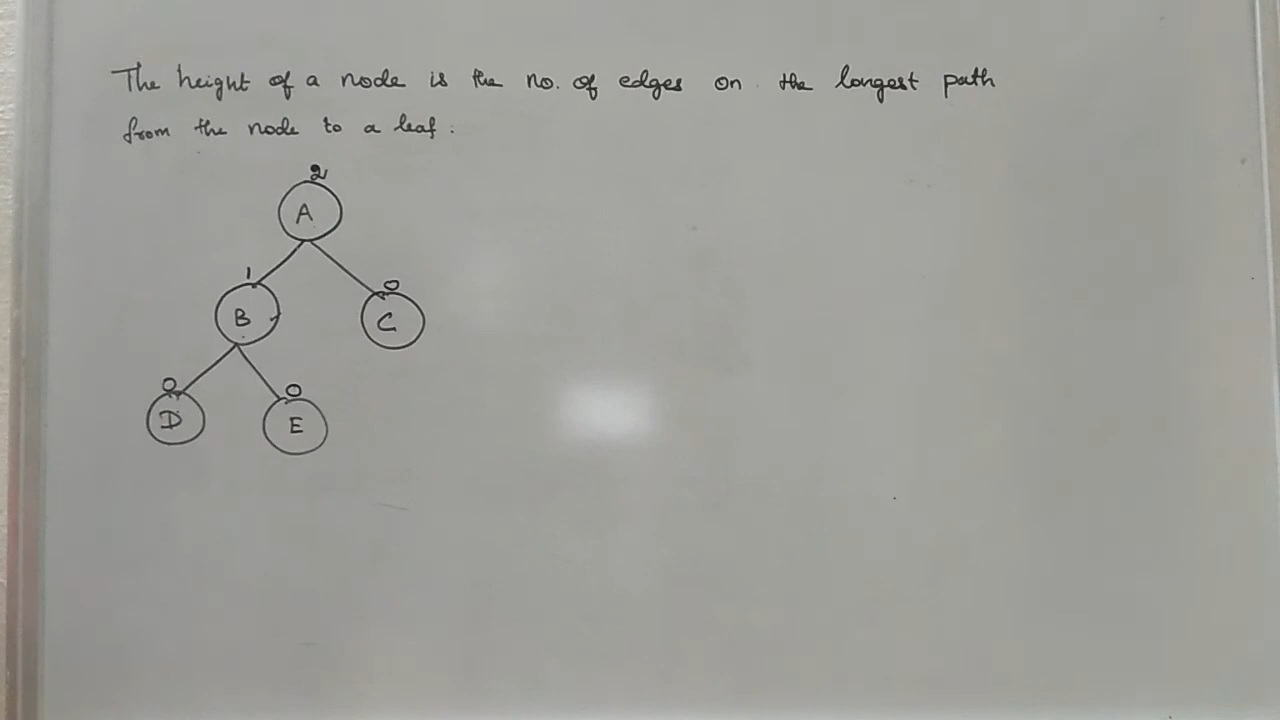 The height of a node is the no. of edges on the longest path
from the node to a leaf.
2
A
1
0
B
C
0
0
D
E